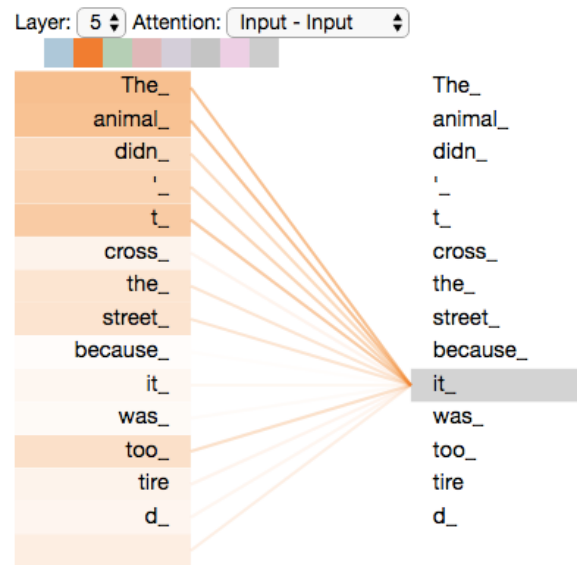 Layer: 5 Attention: Input - Input
The_ The_
animal_ animal_
didn_ didn_
'_ '_
t_ t_
cross_ cross_
the_ the_
street_ street_
because_ because_
it_ it_
was_ was_
too_ too_
tire tire
d_ d_